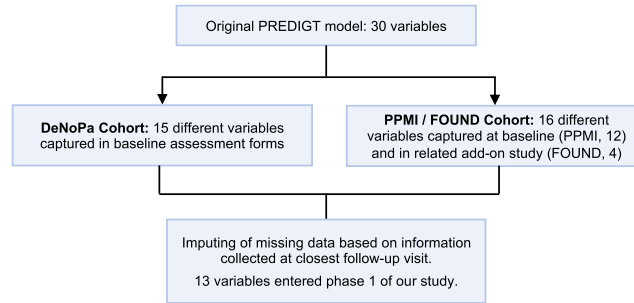 Original PREDIGT model: 30 variables
DeNoPa Cohort: 15 different variables
captured in baseline assessment forms
PPMI / FOUND Cohort: 16 different
variables captured at baseline (PPMI, 12)
and in related add-on study (FOUND, 4)
Imputing of missing data based on information
collected at closest follow-up visit.
13 variables entered phase 1 of our study.